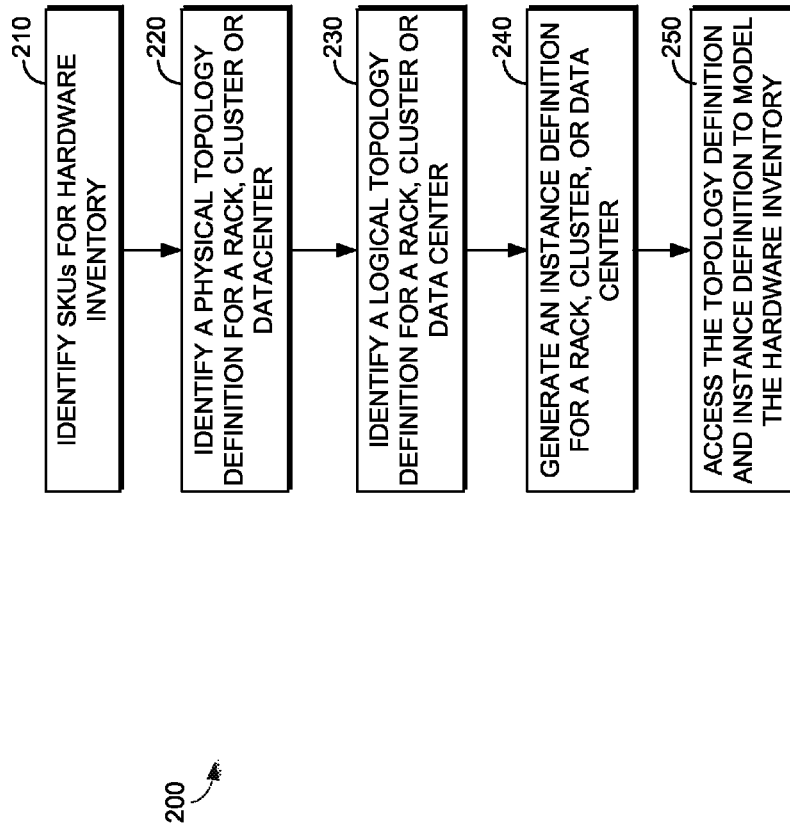 200
210
IDENTIFY SKUs FOR HARDWARE
INVENTORY
220
IDENTIFY A PHYSICAL TOPOLOGY
DEFINITION FOR A RACK, CLUSTER OR
DATACENTER
230
IDENTIFY A LOGICAL TOPOLOGY
DEFINITION FOR A RACK, CLUSTER OR
DATA CENTER
240
GENERATE AN INSTANCE DEFINITION
FOR A RACK, CLUSTER, OR DATA
CENTER
250
ACCESS THE TOPOLOGY DEFINITION
AND INSTANCE DEFINITION TO MODEL
THE HARDWARE INVENTORY